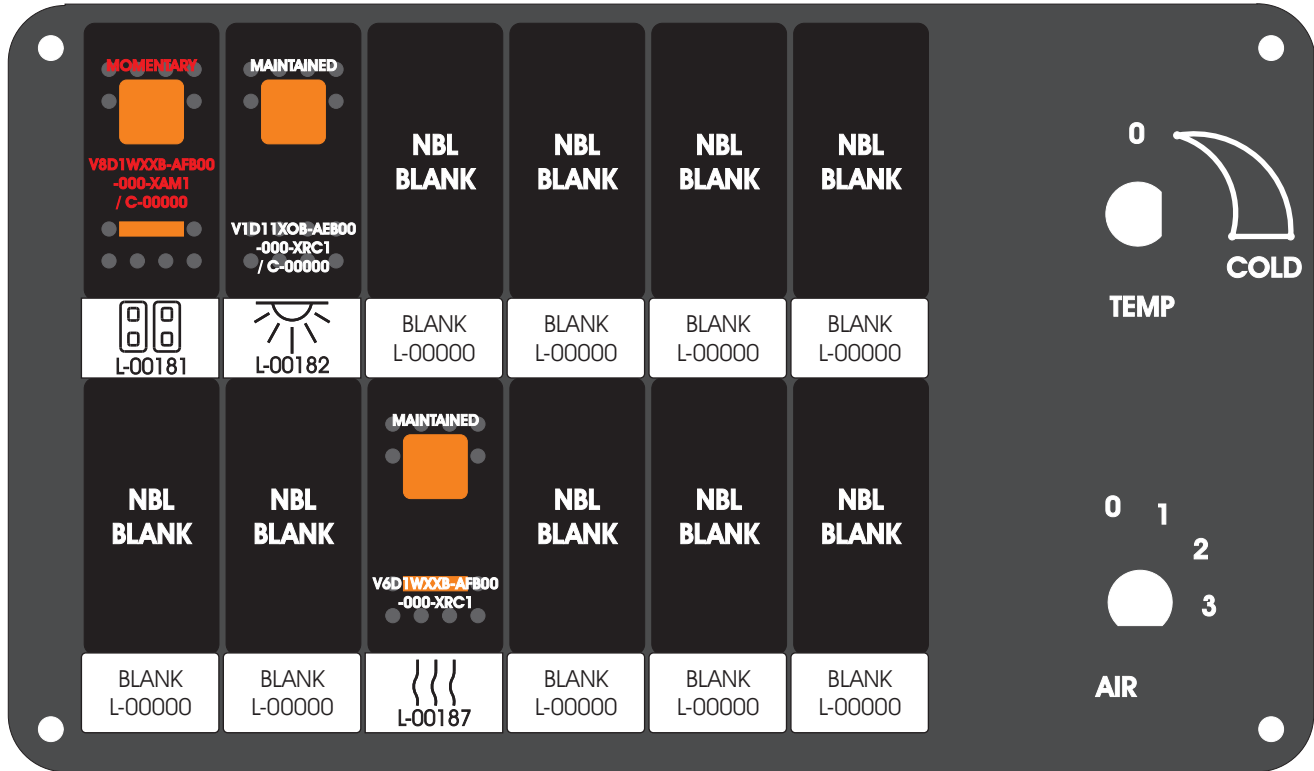 MOMENTARY
V8D1WXXB-AFB00
-000-XAM1
/ C-00000
L-00181
MAINTAINED
V1D11XOB-AEB00
-000-XRC1
/ C-00000
L-00182
NBL
BLANK
BLANK
L-00000
NBL
BLANK
BLANK
L-00000
NBL
BLANK
BLANK
L-00000
NBL
BLANK
BLANK
L-00000
0
COLD
TEMP
NBL
BLANK
BLANK
L-00000
NBL
BLANK
BLANK
L-00000
MAINTAINED
V6D1WXXB-AFB00
-000-XRC1
L-00187
NBL
BLANK
BLANK
L-00000
NBL
BLANK
BLANK
L-00000
NBL
BLANK
BLANK
L-00000
0
1
2
3
AIR